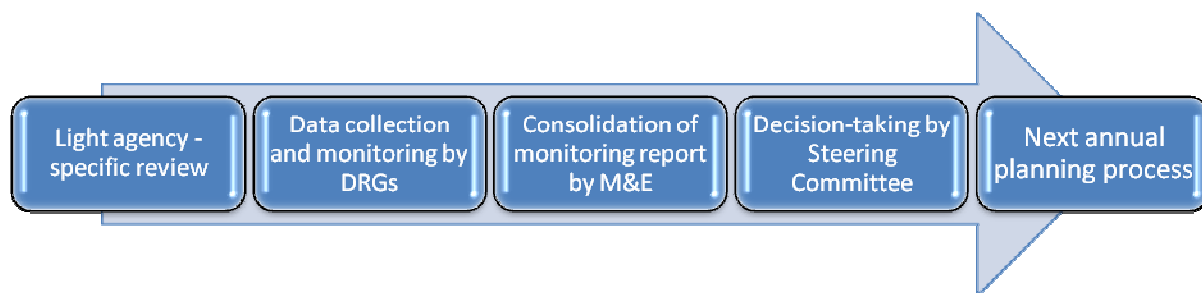 Light agency -
specific review
Data collection
and monitoring by
DRGs
Consolidation of
monitoring report
by M&E
Decision-taking by
Steering
Committee
Next annual
planning process